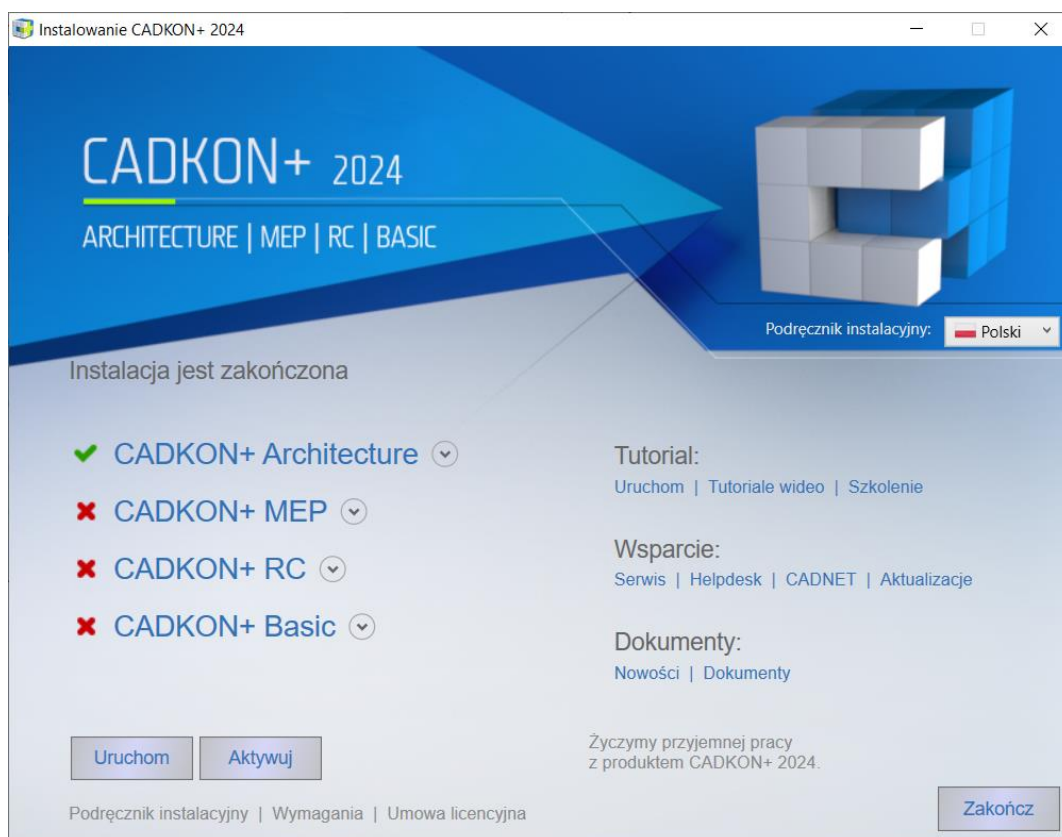 Instalowanie CADKON+ 2024
CADKON+ 2024
ARCHITECTURE | MEP | RC | BASIC
Podręcznik instalacyjny: Polski
Instalacja jest zakończona
CADKON+ Architecture
CADKON+ MEP
CADKON+ RC
CADKON+ Basic
Tutorial:
Uruchom | Tutoriale wideo | Szkolenie
Wsparcie:
Serwis | Helpdesk | CADNET | Aktualizacje
Dokumenty:
Nowości | Dokumenty
Uruchom Aktywuj
Życzymy przyjemnej pracy
z produktem CADKON+ 2024.
Podręcznik instalacyjny | Wymagania | Umowa licencyjna
Zakończ